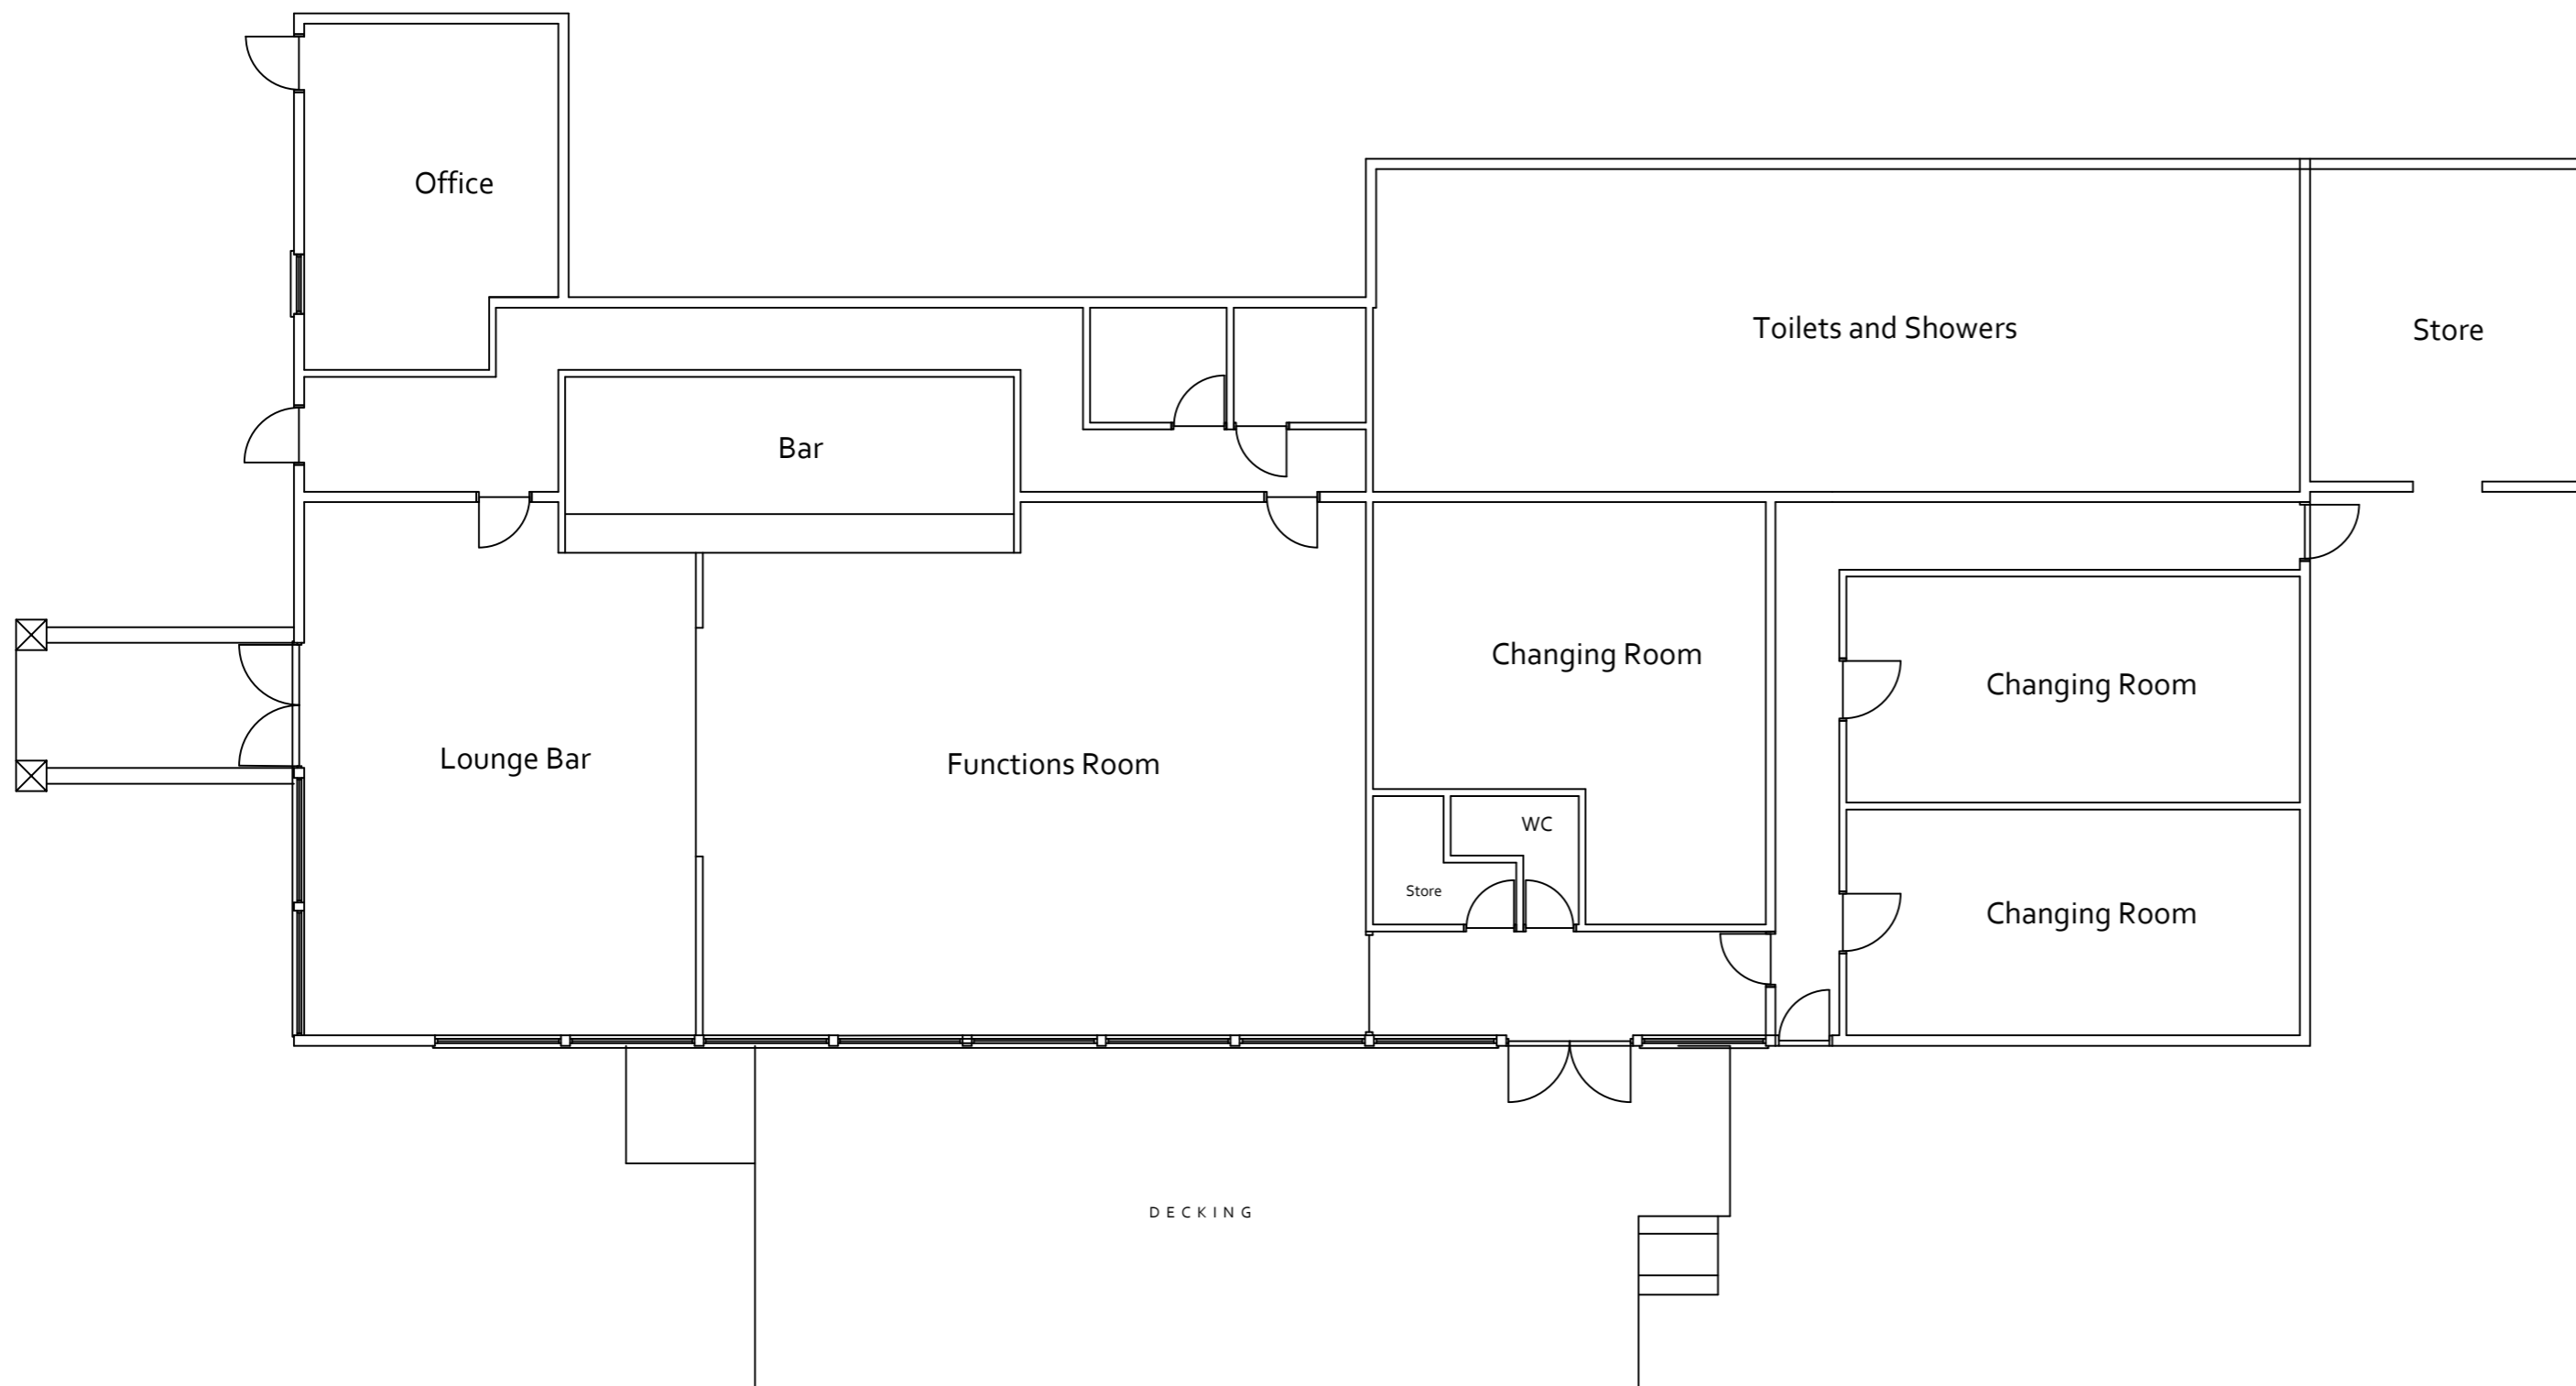 Office
Toilets and Showers
Store
Bar
Changing Room
Changing Room
Lounge Bar
Functions Room
WC
Store
Changing Room
DECKING